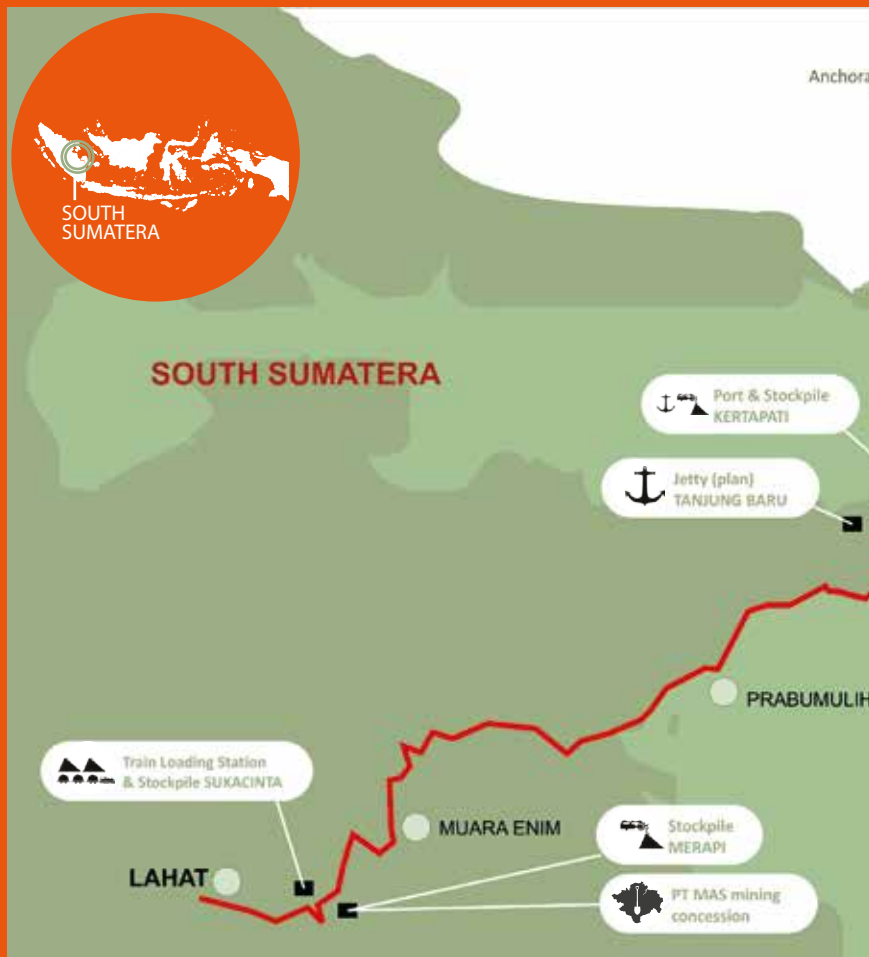 Anchora
SOUTH
SUMATERA
SOUTH SUMATERA
Port & Stockpile
KERTAPATI
Jetty (plan)
TANJUNG BARU
PRABUMULIH
Train Loading Station
& Stockpile SUKACINTA
MUARA ENIM
Stockpile
MERAPI
LAHAT
PT MAS mining
concession